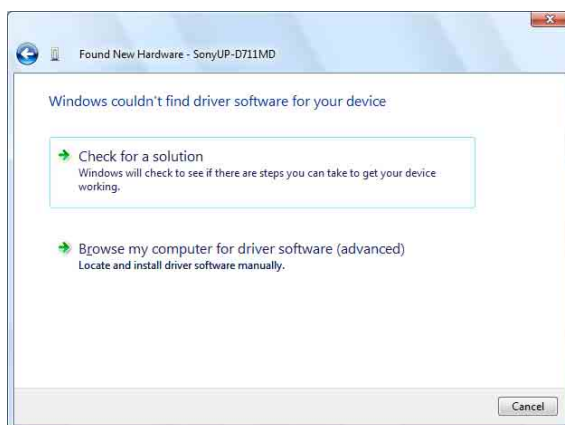 Found New Hardware - SonyUP-D711MD
Windows couldn't find driver software for your device
Check for a solution
Windows will check to see if there are steps you can take to get your device
working.
Browse my computer for driver software (advanced)
Locate and install driver software manually.
Cancel